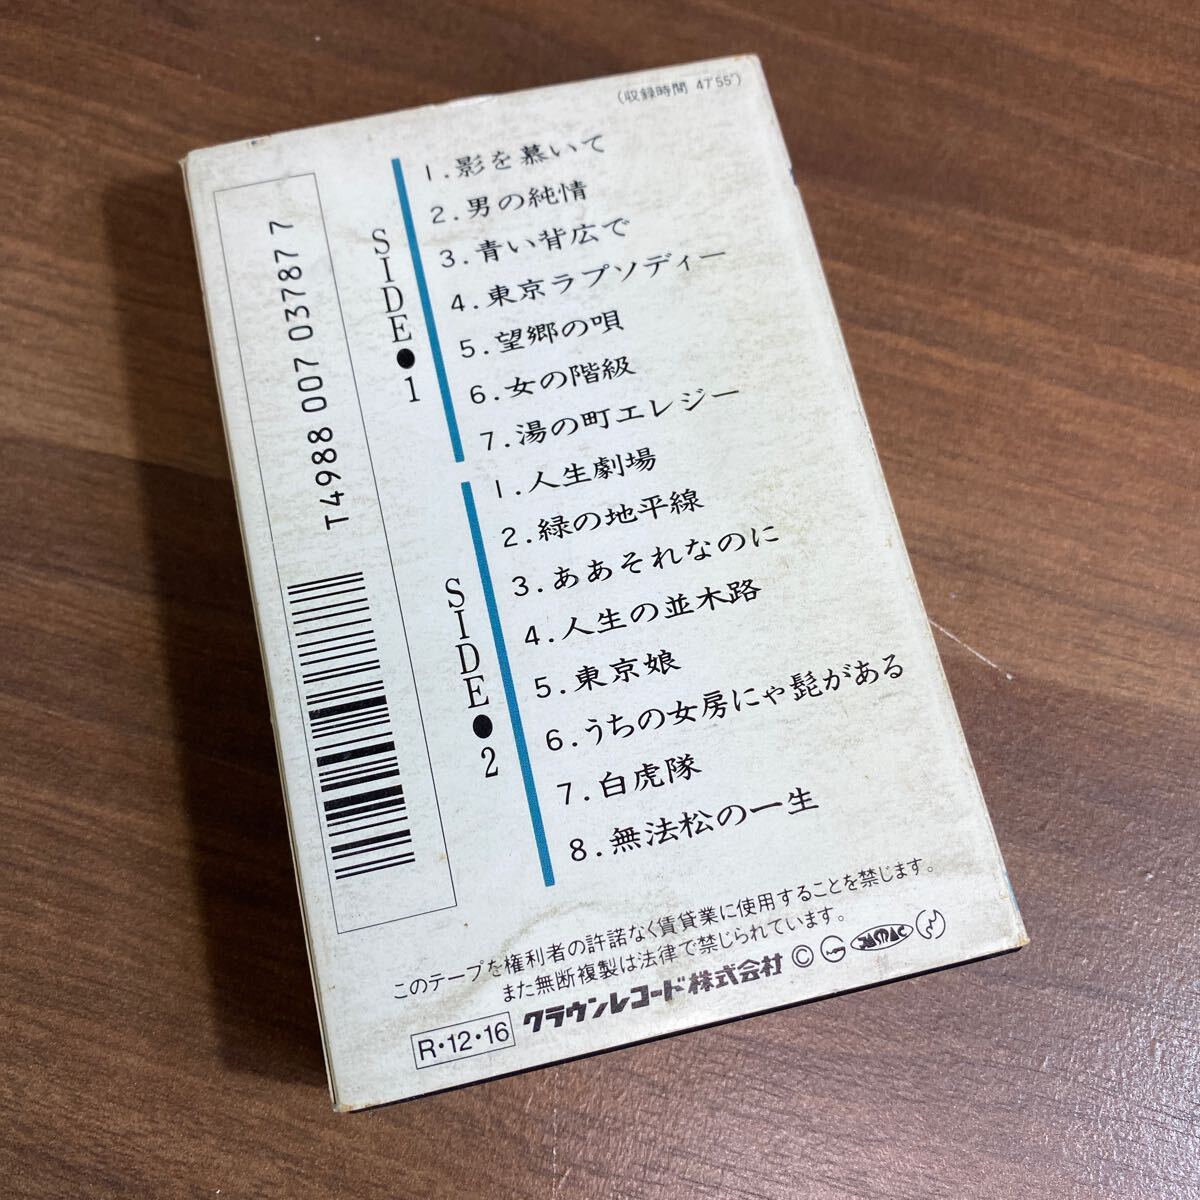 (収録時間 47'55")
SIDE●1
1.影を慕いて
2.男の純情
3.青い背広で
4.東京ラプソディー
5.望郷の唄
6.女の階級
7.湯の町エレジー
SIDE●2
1.人生劇場
2.緑の地平線
3.ああそれなのに
4.人生の並木路
5.東京娘
6.うちの女房にゃ髭がある
7.白虎隊
8.無法松の一生
T4988 007 03787 7
このテープを権利者の許諾なく賃貸業に使用することを禁じます。
また無断複製は法律で禁じられています。
R・12・16 クラウンレコード株式会社 © JASRAC